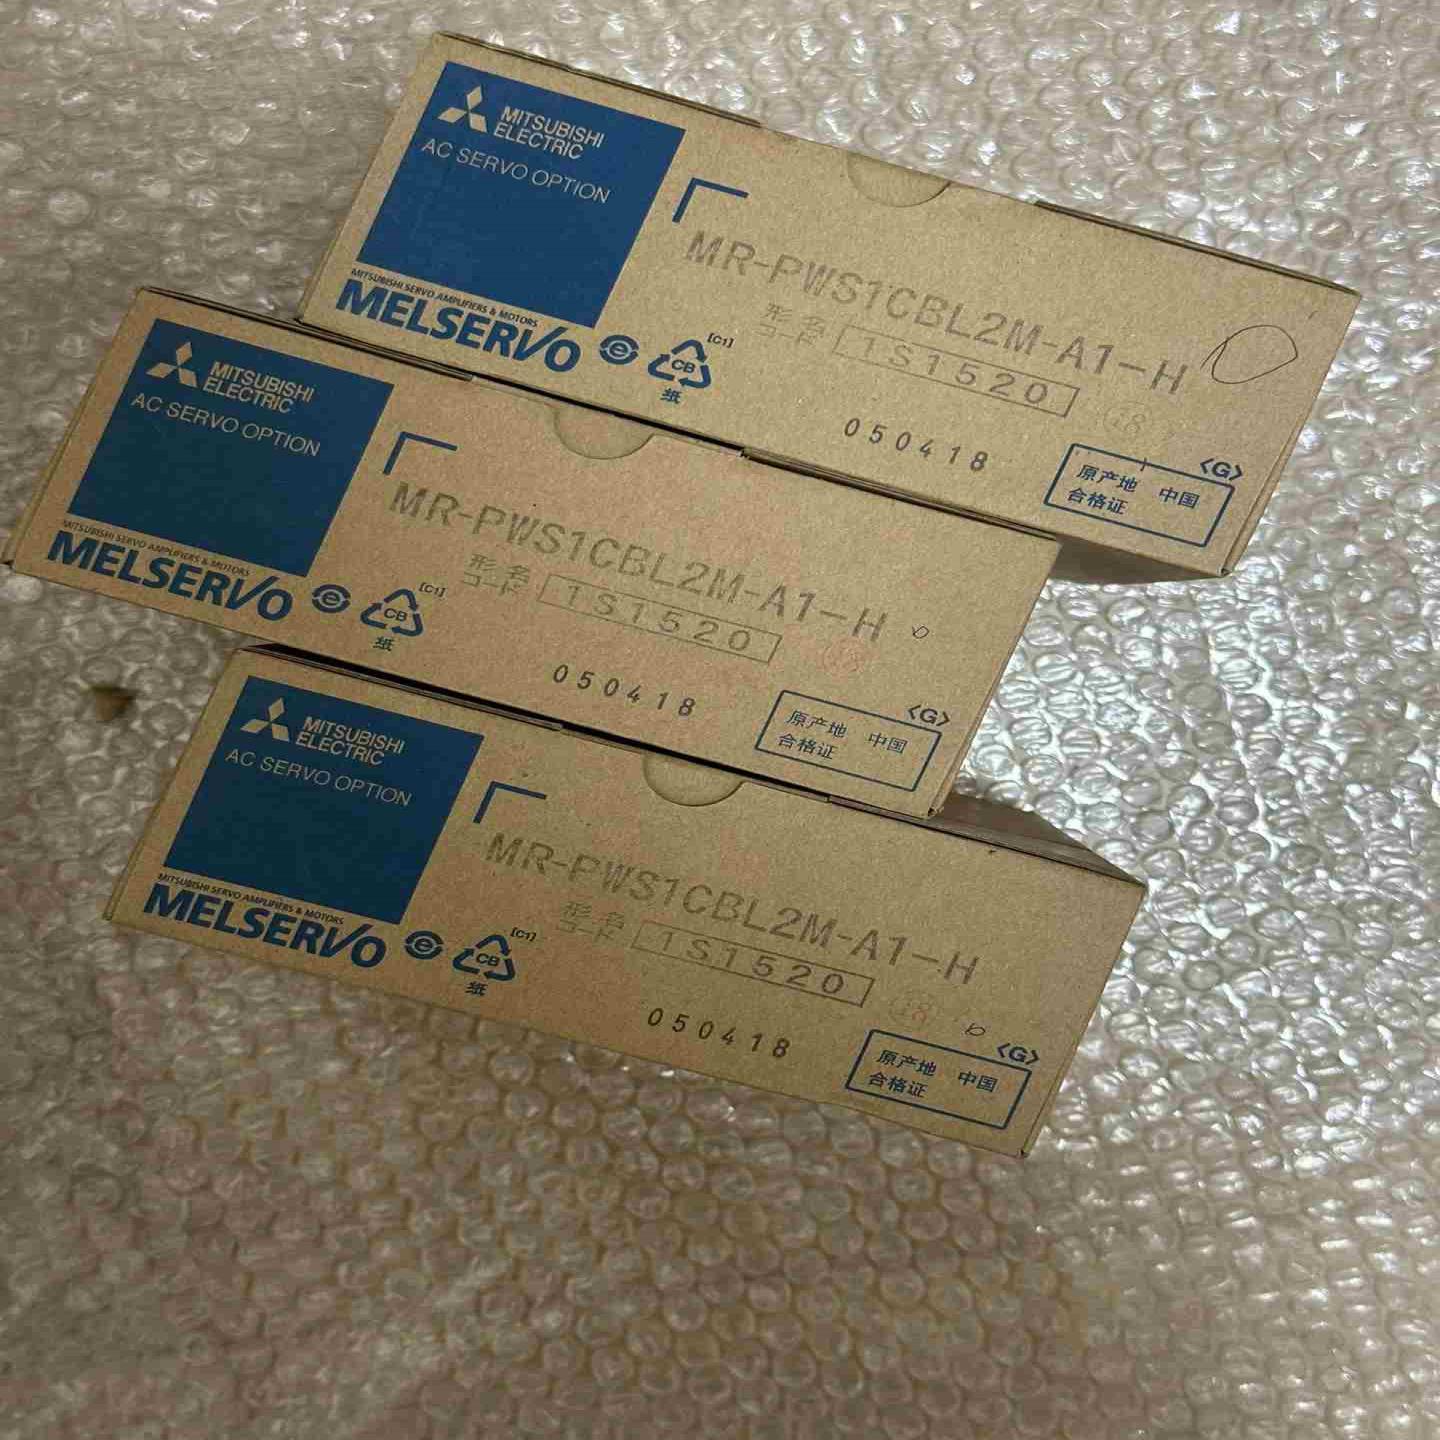 MITSUBISHI
ELECTRIC
AC SERVO OPTION
MITSUBISHI SERVO AMPLIFIERS & MOTORS
MELSERVO
e
CB
[C1]
纸
MR-PWS1CBL2M-A1-H
形名
コード
1S1520
050418
<G>
原产地 中国
合格证
MITSUBISHI
ELECTRIC
AC SERVO OPTION
MITSUBISHI SERVO AMPLIFIERS & MOTORS
MELSERVO
e
CB
[C1]
纸
MR-PWS1CBL2M-A1-H
形名
コード
1S1520
050418
<G>
原产地 中国
合格证
MITSUBISHI
ELECTRIC
AC SERVO OPTION
MITSUBISHI SERVO AMPLIFIERS & MOTORS
MELSERVO
e
CB
[C1]
纸
MR-PWS1CBL2M-A1-H
形名
コード
1S1520
050418
<G>
原产地 中国
合格证